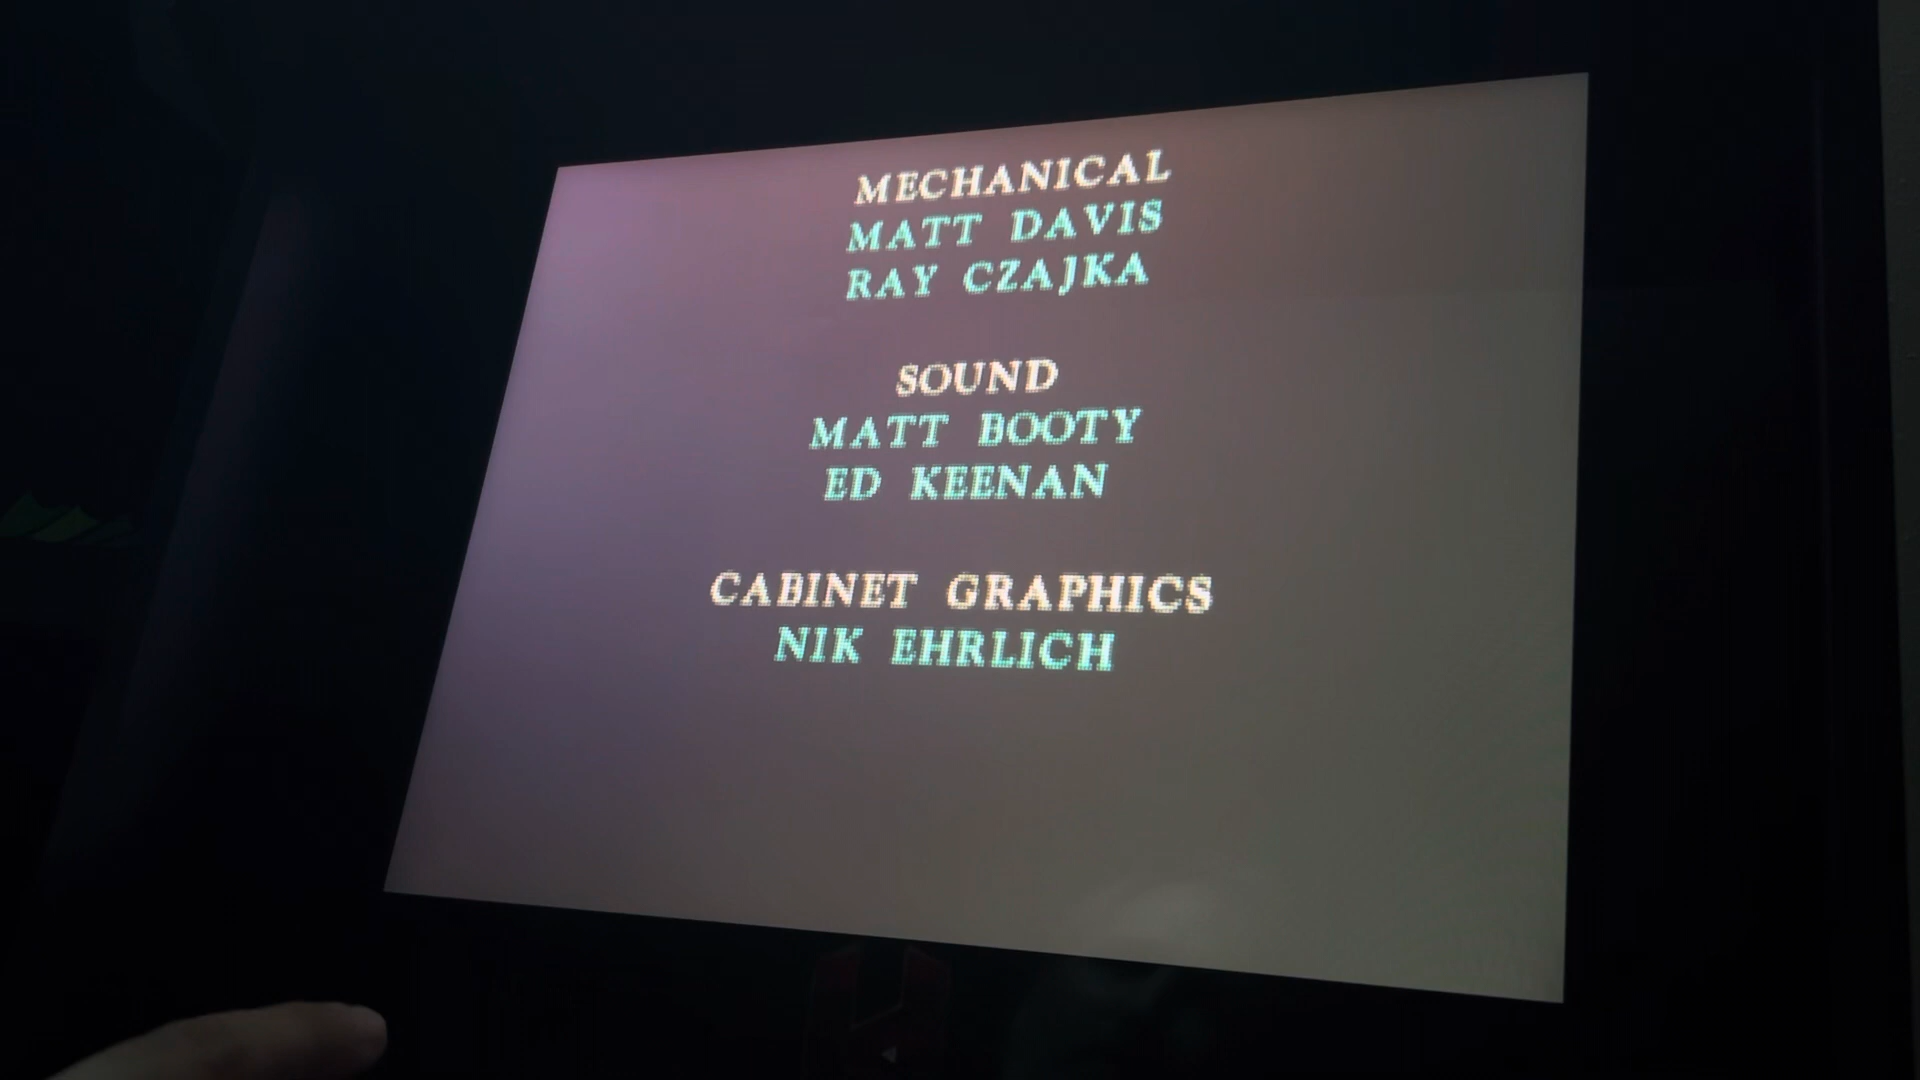 MECHANICAL
MATT DAVIS
RAY CZAJKA
SOUND
MATT BOOTY
ED KEENAN
CABINET GRAPHICS
NIK EHRLICH